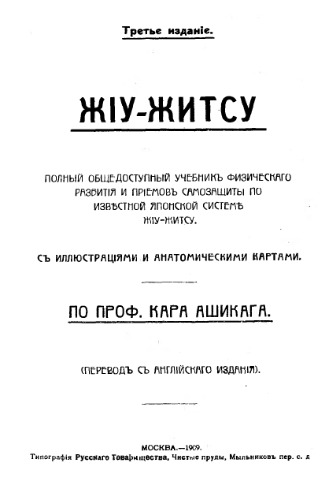 Третье изданіе.
ЖІУ-ЖИТСУ
ПОЛНЫЙ ОБЩЕДОСТУПНЫЙ УЧЕБНИКЪ ФИЗИЧЕСКАГО
РАЗВИТІЯ И ПРІЕМОВЪ САМОЗАЩИТЫ ПО
ИЗВѢСТНОЙ ЯПОНСКОЙ СИСТЕМѢ
ЖІУ-ЖИТСУ.
СЪ ИЛЛЮСТРАЦІЯМИ И АНАТОМИЧЕСКИМИ КАРТАМИ.
ПО ПРОФ. КАРА АШИКАГА.
(ПЕРЕВОДЪ СЪ АНГЛІЙСКАГО ИЗДАНІЯ).
МОСКВА.—1909.
Типографія Русскаго Товарищества, Чистые пруды, Мыльниковъ пер. с. д